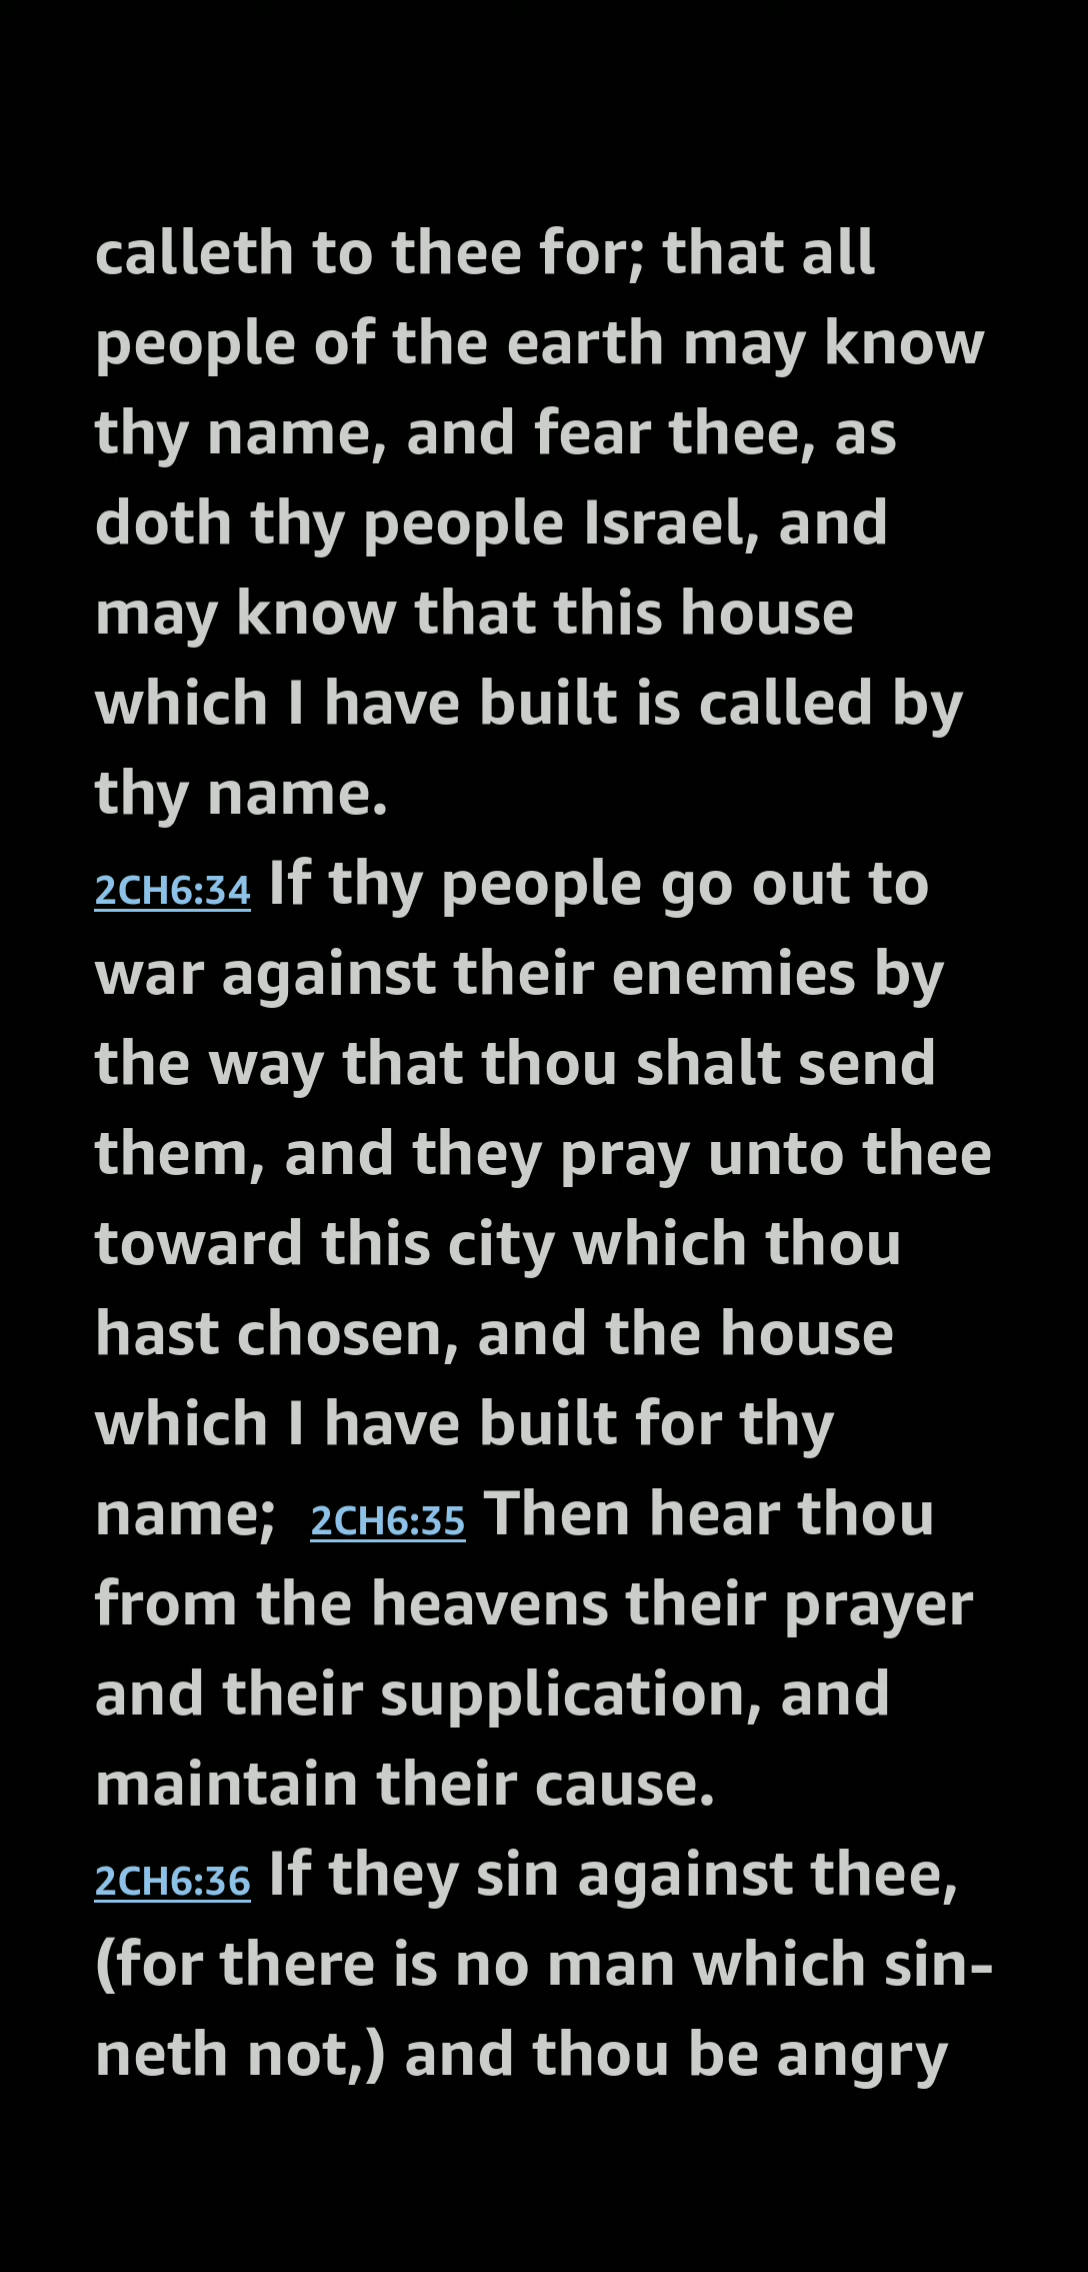 calleth to thee for; that all
people of the earth may know
thy name, and fear thee, as
doth thy people Israel, and
may know that this house
which I have built is called by
thy name.
2CH6:34 If thy people go out to
war against their enemies by
the way that thou shalt send
them, and they pray unto thee
toward this city which thou
hast chosen, and the house
which I have built for thy
name; 2CH6:35 Then hear thou
from the heavens their prayer
and their supplication, and
maintain their cause.
2CH6:36 If they sin against thee,
(for there is no man which sin-
neth not,) and thou be angry